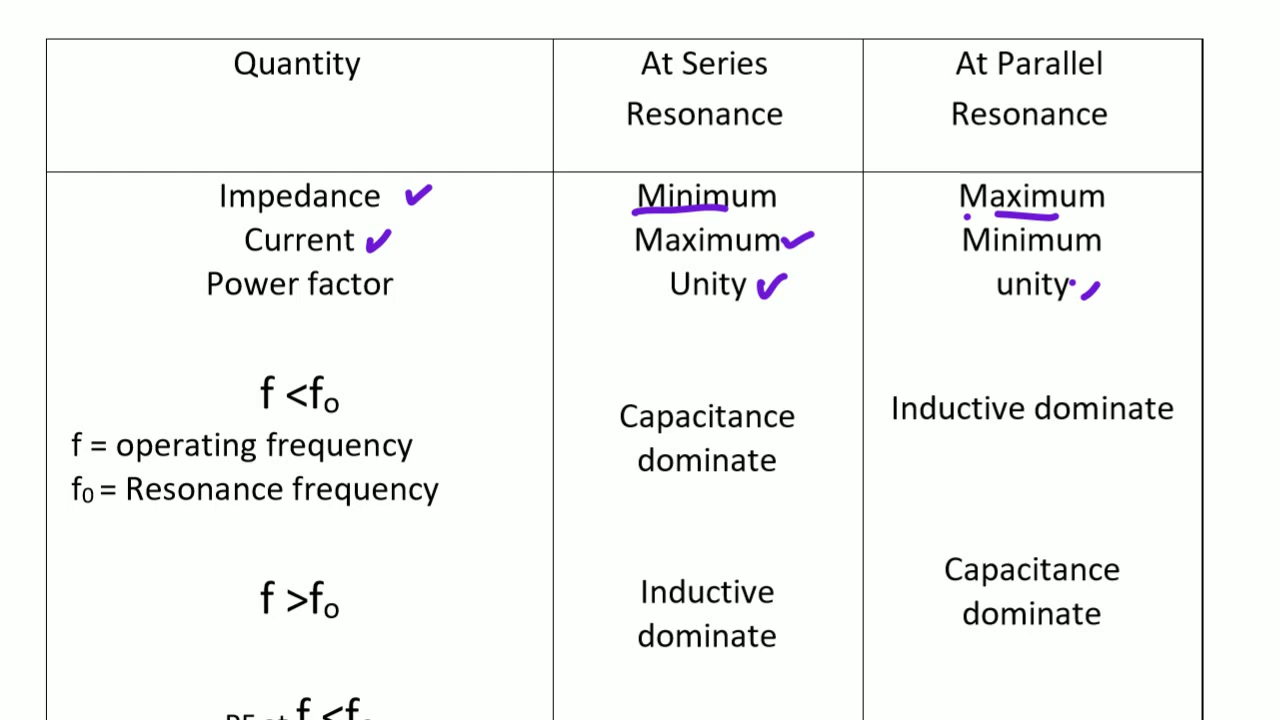 Quantity
At Series
Resonance
At Parallel
Resonance
Impedance
Minimum
Maximum
Current
Maximum
Minimum
Power factor
Unity
unity
f <fo
f = operating frequency
f0 = Resonance frequency
Capacitance
dominate
Inductive dominate
f >fo
Inductive
dominate
Capacitance
dominate
f <f